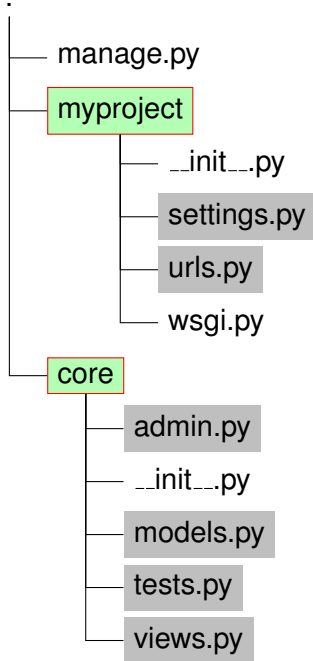 .
manage.py
myproject
__init__.py
settings.py
urls.py
wsgi.py
core
admin.py
__init__.py
models.py
tests.py
views.py